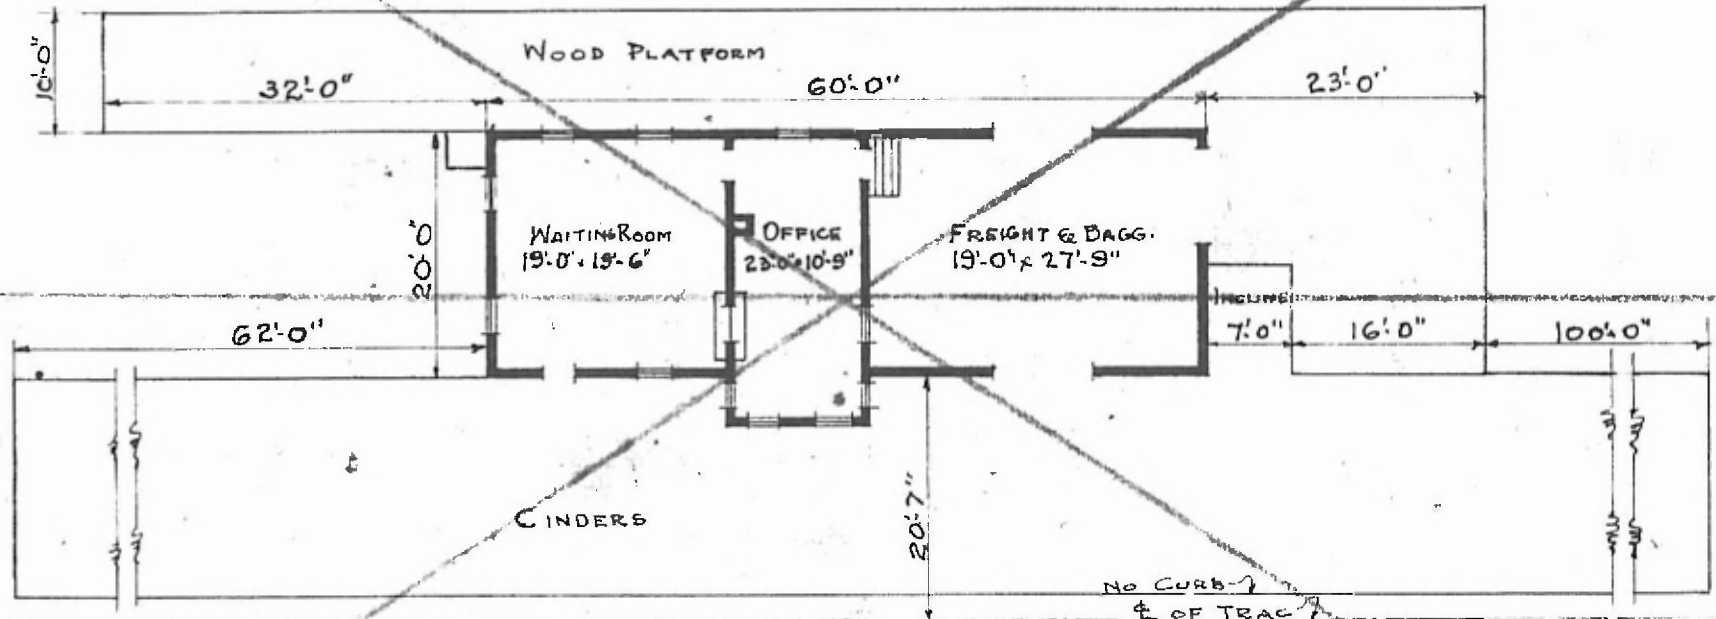 WOOD PLATFORM
10'-0"
32'-0"
60'-0"
23'-0"
20'-0"
WAITING ROOM
19'-0" x 19'-6"
OFFICE
23'-0" x 10'-9"
FREIGHT & BAGG.
19'-0" x 27'-9"
INCLINE
62'-0"
7'-0"
16'-0"
100'-0"
CINDERS
20'-7"
NO CURB
℄ OF TRAC